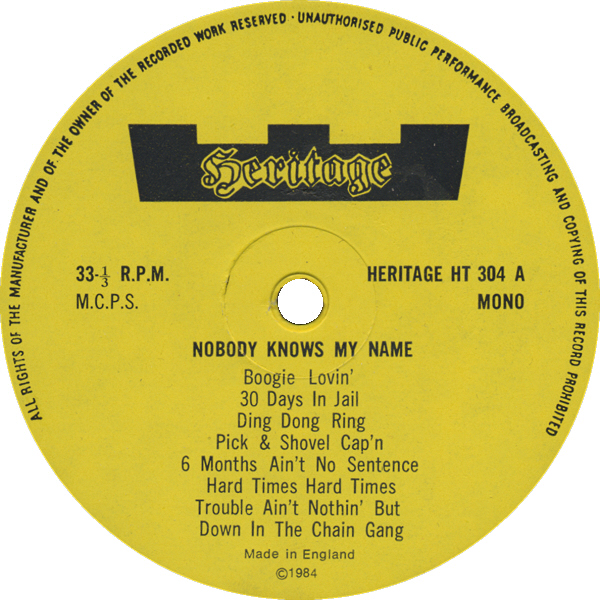 ALL RIGHTS OF THE MANUFACTURER AND OF THE OWNER OF THE RECORDED WORK RESERVED · UNAUTHORISED PUBLIC PERFORMANCE BROADCASTING AND COPYING OF THIS RECORD PROHIBITED
Heritage
33-⅓ R.P.M.
HERITAGE HT 304 A
M.C.P.S.
MONO
NOBODY KNOWS MY NAME
Boogie Lovin'
30 Days In Jail
Ding Dong Ring
Pick & Shovel Cap'n
6 Months Ain't No Sentence
Hard Times Hard Times
Trouble Ain't Nothin' But
Down In The Chain Gang
Made in England
©1984